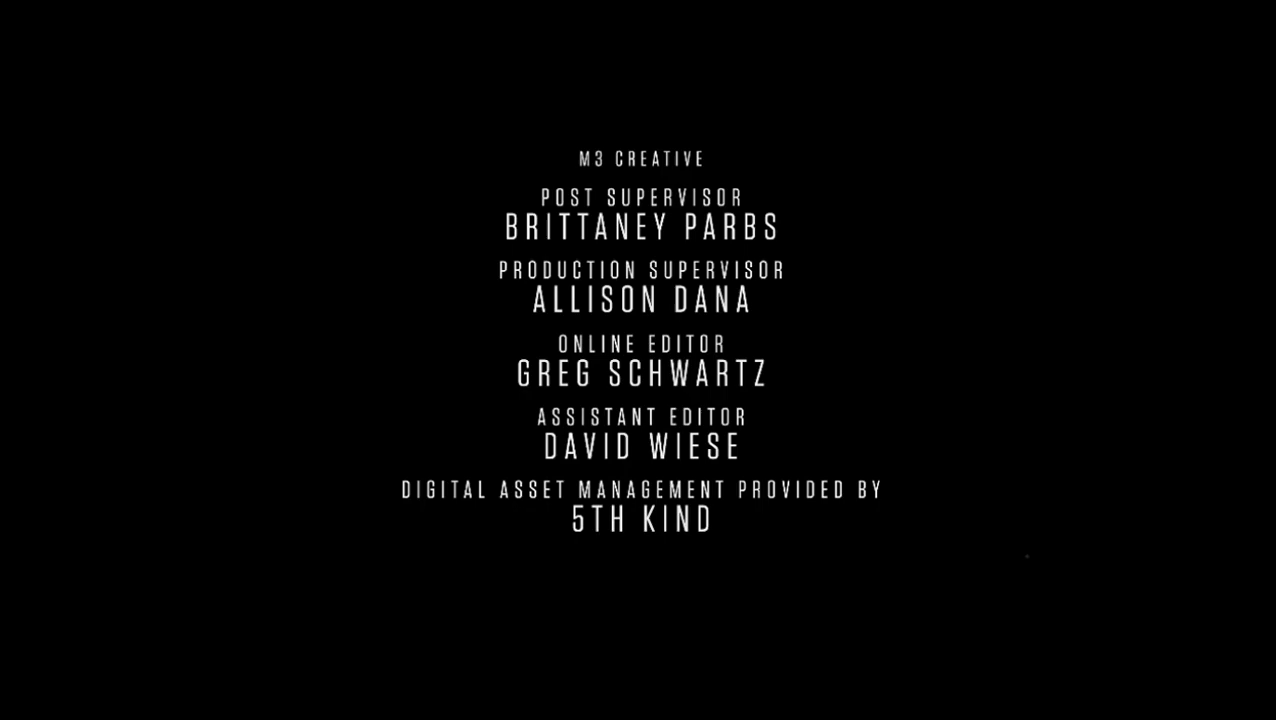 M3 CREATIVE
POST SUPERVISOR
BRITTANEY PARBS
PRODUCTION SUPERVISOR
ALLISON DANA
ONLINE EDITOR
GREG SCHWARTZ
ASSISTANT EDITOR
DAVID WIESE
DIGITAL ASSET MANAGEMENT PROVIDED BY
5TH KIND